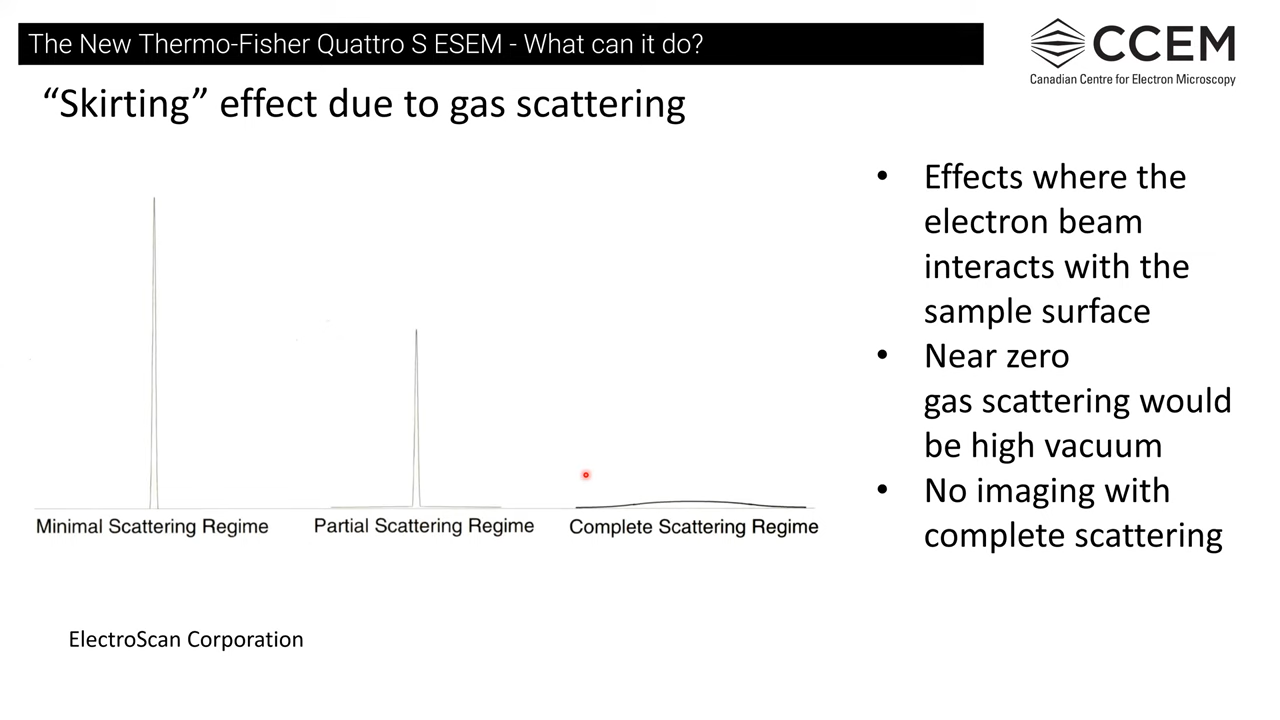 The New Thermo-Fisher Quattro S ESEM - What can it do?
CCEM
Canadian Centre for Electron Microscopy
“Skirting” effect due to gas scattering
• Effects where the
electron beam
interacts with the
sample surface
• Near zero
gas scattering would
be high vacuum
• No imaging with
complete scattering
Minimal Scattering Regime
Partial Scattering Regime
Complete Scattering Regime
ElectroScan Corporation